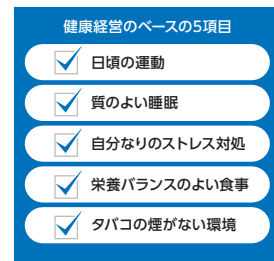 健康経営のベースの5項目
日頃の運動
質のよい睡眠
自分なりのストレス対処
栄養バランスのよい食事
タバコの煙がない環境